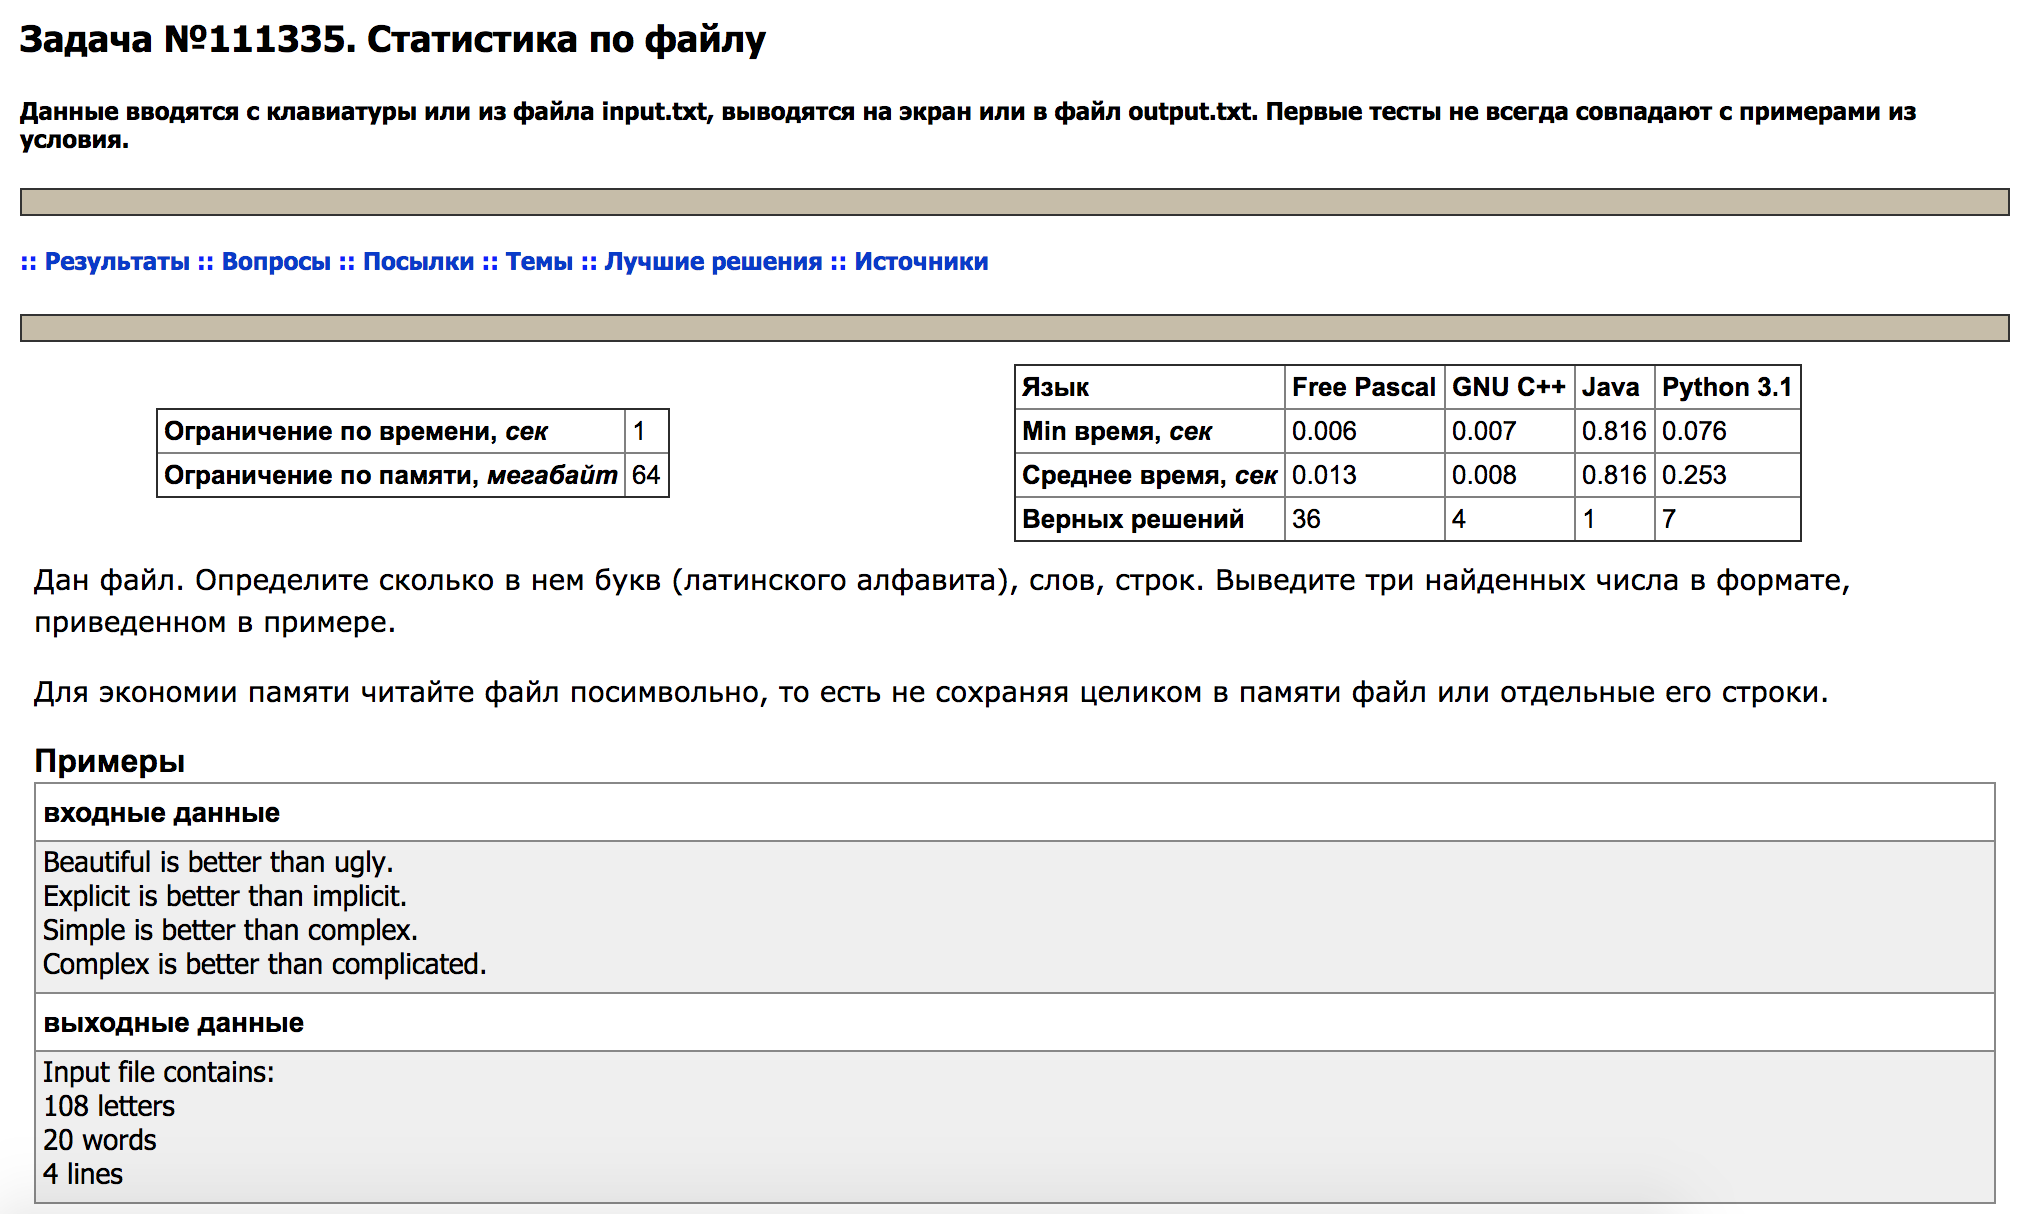 Задача №111335. Статистика по файлу
Данные вводятся с клавиатуры или из файла input.txt, выводятся на экран или в файл output.txt. Первые тесты не всегда совпадают с примерами из
условия.
:: Результаты :: Вопросы :: Посылки :: Темы :: Лучшие решения :: Источники
Ограничение по времени, сек 1
Ограничение по памяти, мегабайт 64
Язык Free Pascal GNU C++ Java Python 3.1
Min время, сек 0.006 0.007 0.816 0.076
Среднее время, сек 0.013 0.008 0.816 0.253
Верных решений 36 4 1 7
Дан файл. Определите сколько в нем букв (латинского алфавита), слов, строк. Выведите три найденных числа в формате,
приведенном в примере.
Для экономии памяти читайте файл посимвольно, то есть не сохраняя целиком в памяти файл или отдельные его строки.
Примеры
входные данные
Beautiful is better than ugly.
Explicit is better than implicit.
Simple is better than complex.
Complex is better than complicated.
выходные данные
Input file contains:
108 letters
20 words
4 lines